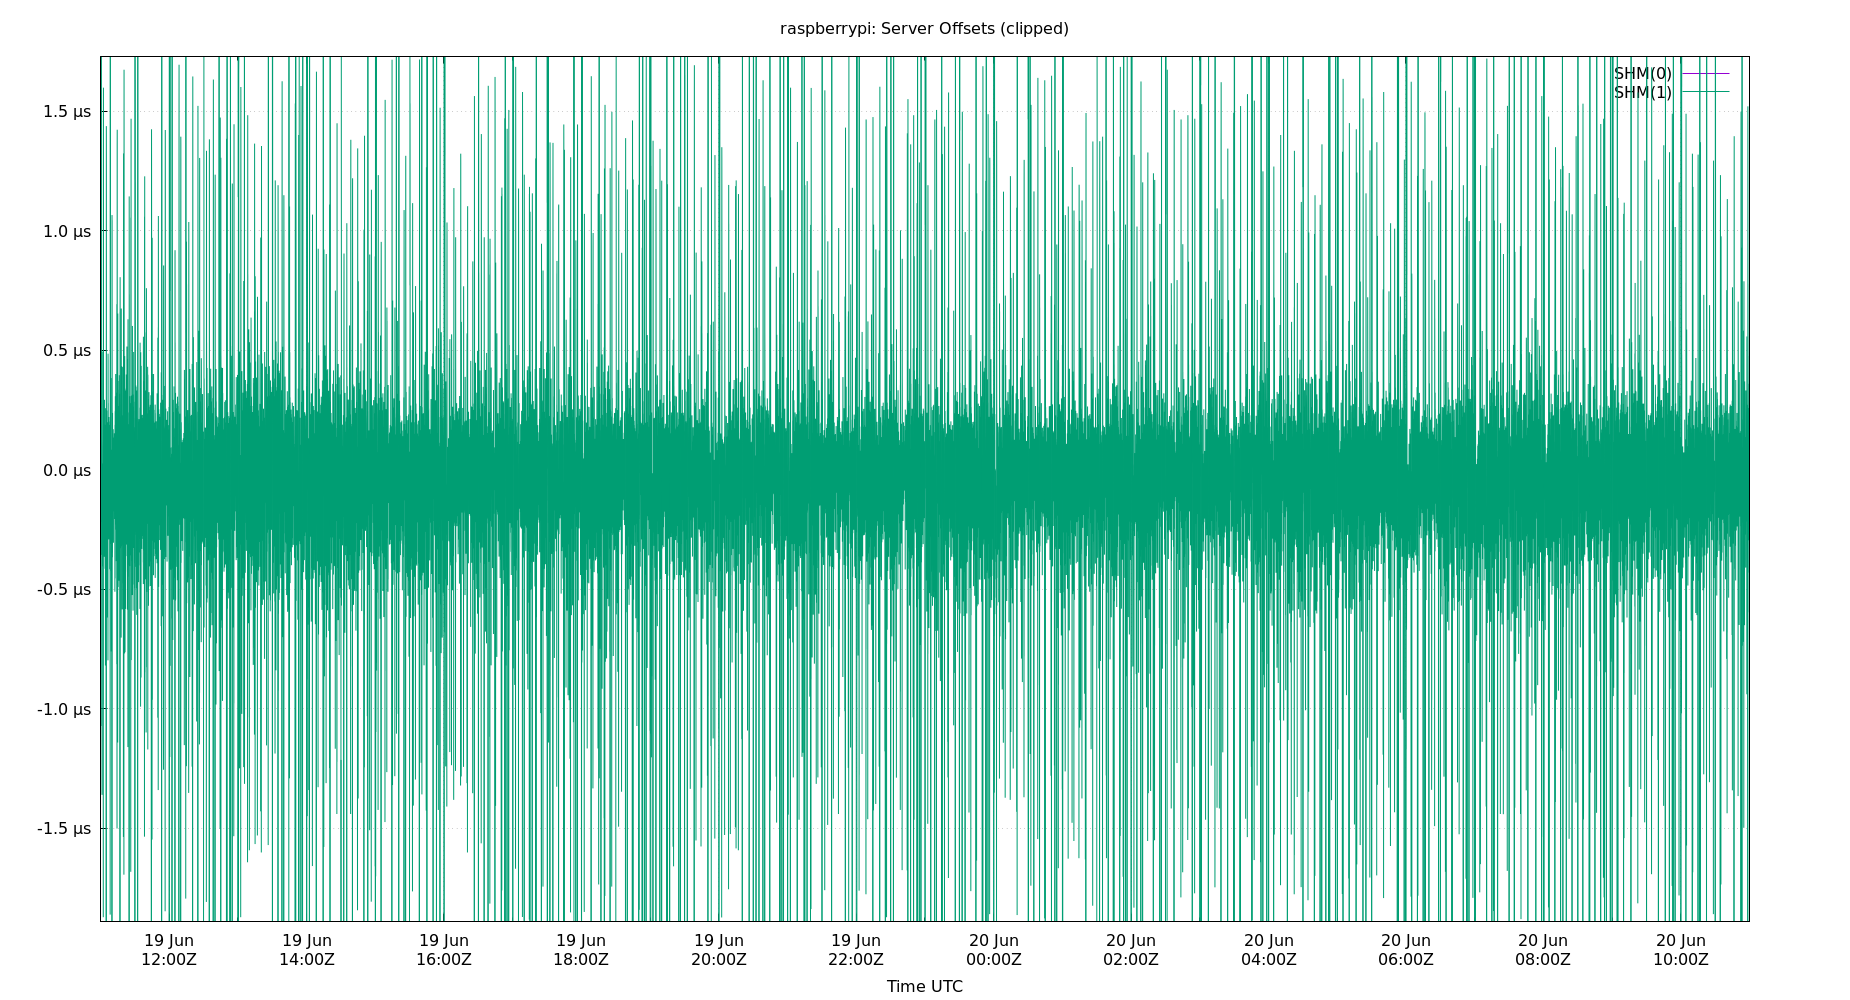 raspberrypi: Server Offsets (clipped)
SHM(0)
SHM(1)
1.5 µs
1.0 µs
0.5 µs
0.0 µs
-0.5 µs
-1.0 µs
-1.5 µs
19 Jun 19 Jun 19 Jun 19 Jun 19 Jun 19 Jun 20 Jun 20 Jun 20 Jun 20 Jun 20 Jun 20 Jun
12:00Z 14:00Z 16:00Z 18:00Z 20:00Z 22:00Z 00:00Z 02:00Z 04:00Z 06:00Z 08:00Z 10:00Z
Time UTC